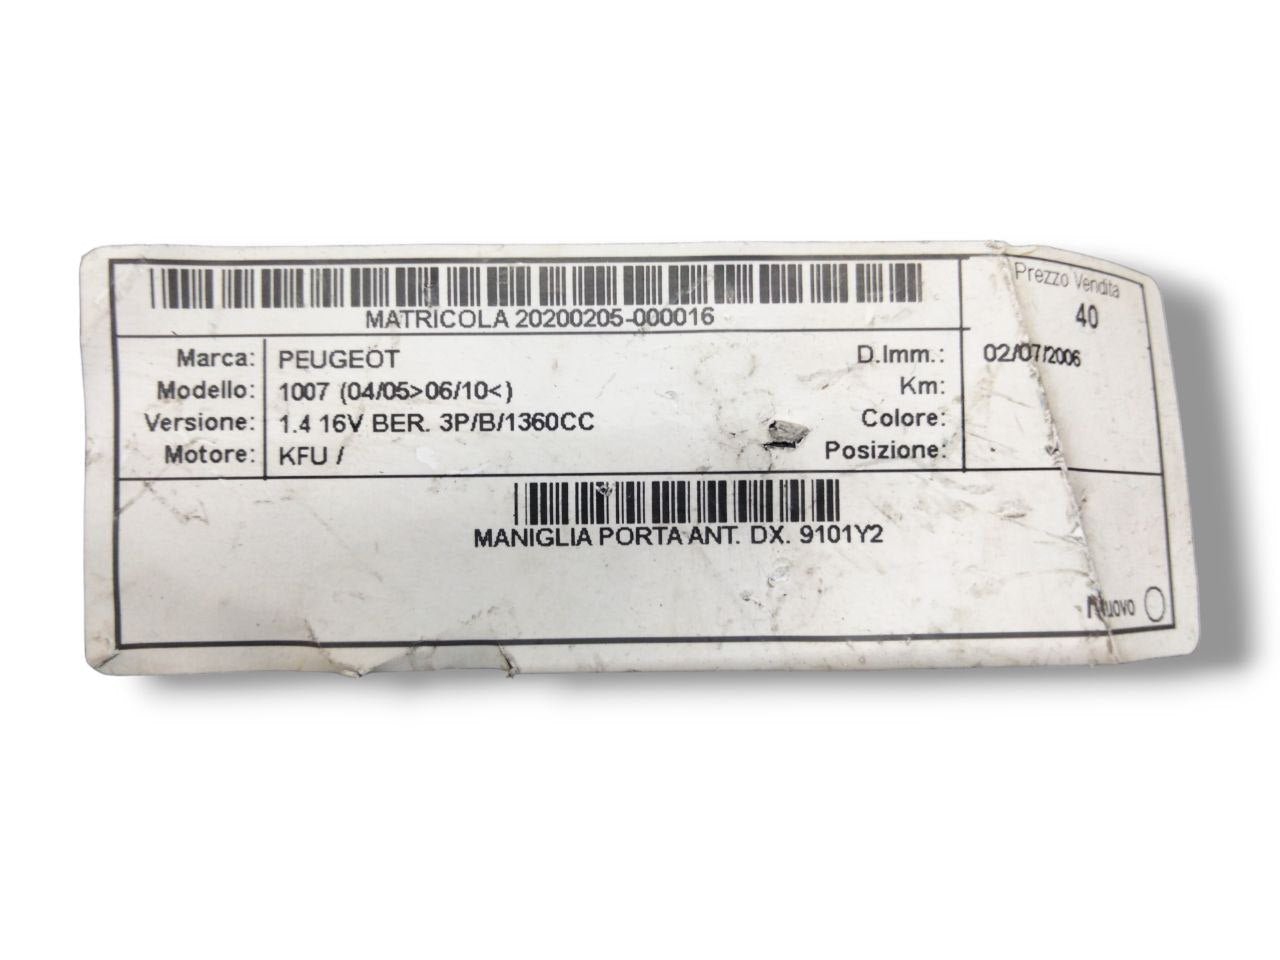 Prezzo Vendita
40
MATRICOLA 20200205-000016
Marca: PEUGEOT D.Imm.: 02/07/2006
Modello: 1007 (04/05>06/10<) Km:
Versione: 1.4 16V BER. 3P/B/1360CC Colore:
Motore: KFU / Posizione:
MANIGLIA PORTA ANT. DX. 9101Y2
Nuovo